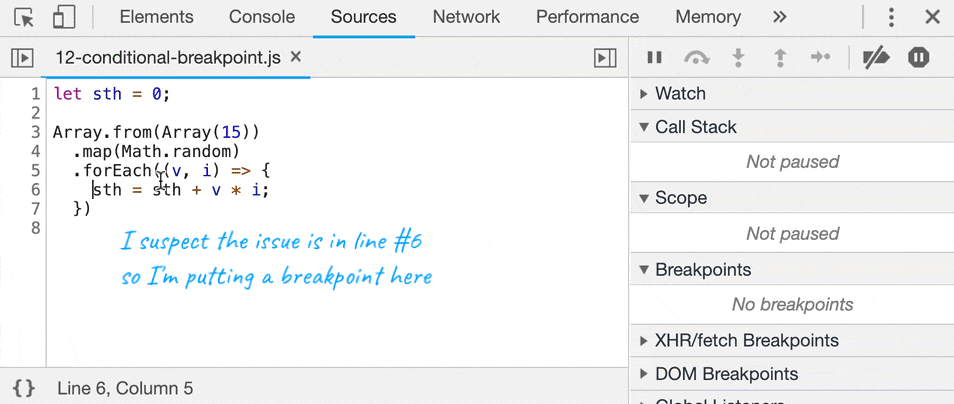 Elements Console Sources Network Performance Memory »
12-conditional-breakpoint.js ×
1 let sth = 0;
2
3 Array.from(Array(15))
4 .map(Math.random)
5 .forEach((v, i) => {
6 sth = sth + v * i;
7 })
8
I suspect the issue is in line #6
so I'm putting a breakpoint here
{} Line 6, Column 5
Watch
Call Stack
Not paused
Scope
Not paused
Breakpoints
No breakpoints
XHR/fetch Breakpoints
DOM Breakpoints
Global Listeners